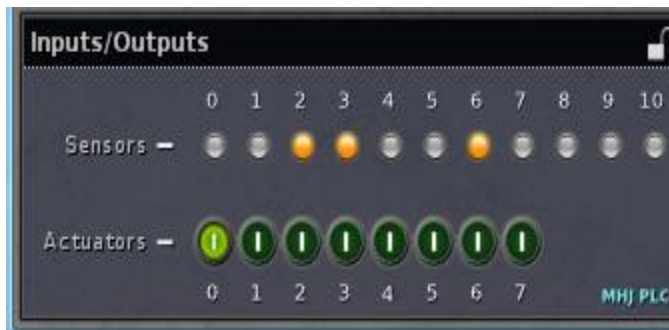 Inputs/Outputs
0 1 2 3 4 5 6 7 8 9 10
Sensors
Actuators
0 1 2 3 4 5 6 7
MHJ PLC